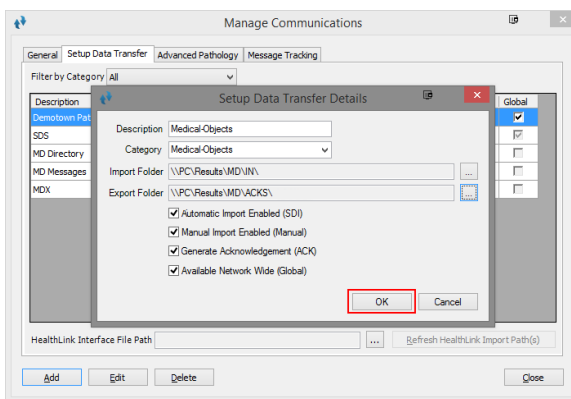 Manage Communications
General Setup Data Transfer Advanced Pathology Message Tracking
Filter by Category All
Description Global
Demotown Pat
SDS
MD Directory
MD Messages
MDX
Setup Data Transfer Details
Description Medical-Objects
Category Medical-Objects
Import Folder \\PC\Results\MD\IN\ ...
Export Folder \\PC\Results\MD\ACKS\ ...
Automatic Import Enabled (SDI)
Manual Import Enabled (Manual)
Generate Acknowledgement (ACK)
Available Network Wide (Global)
OK Cancel
HealthLink Interface File Path ... Refresh HealthLink Import Path(s)
Add Edit Delete Close